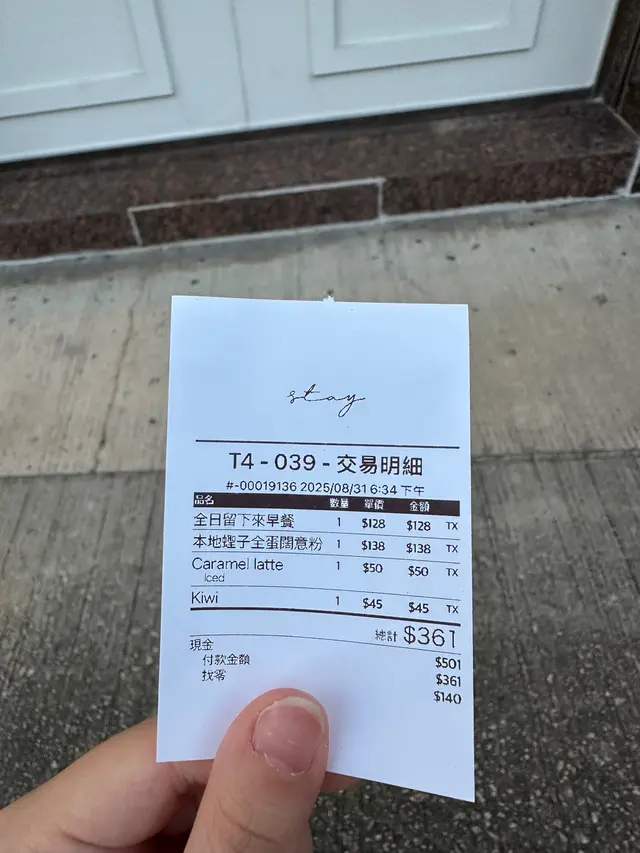 stay
T4 - 039 - 交易明細
#-00019136 2025/08/31 6:34 下午
品名 數量 單價 金額
全日留下來早餐 1 $128 $128 TX
本地蟶子全蛋闊意粉 1 $138 $138 TX
Caramel latte 1 $50 $50 TX
Iced
Kiwi 1 $45 $45 TX
總計 $361
現金 $501
付款金額 $361
找零 $140